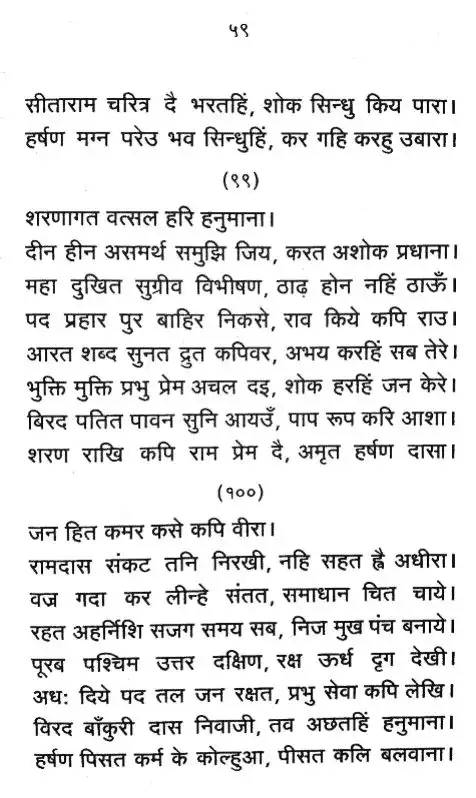 ५९
सीताराम चरित्र दै भरतहिं, शोक सिन्धु किय पारा।
हर्षण मग्न परेउ भव सिन्धुहिं, कर गहि करहु उबारा।
(९९)
शरणागत वत्सल हरि हनुमाना।
दीन हीन असमर्थ समुझि जिय, करत अशोक प्रधाना।
महा दुखित सुग्रीव विभीषण, ठाढ़ होन नहिं ठाऊँ।
पद प्रहार पुर बाहिर निकसे, राव किये कपि राउ।
आरत शब्द सुनत द्रुत कपिवर, अभय करहिं सब तेरे।
भुक्ति मुक्ति प्रभु प्रेम अचल दइ, शोक हरहिं जन केरे।
बिरद पतित पावन सुनि आयउँ, पाप रूप करि आशा।
शरण राखि कपि राम प्रेम दै, अमृत हर्षण दासा।
(१००)
जन हित कमर कसे कपि वीरा।
रामदास संकट तनि निरखी, नहि सहत ह्वै अधीरा।
वज्र गदा कर लीन्हे संतत, समाधान चित चाये।
रहत अहर्निशि सजग समय सब, निज मुख पंच बनाये।
पूरब पश्चिम उत्तर दक्षिण, रक्ष ऊर्ध दृग देखी।
अधः दिये पद तल जन रक्षत, प्रभु सेवा कपि लेखि।
विरद बाँकुरी दास निवाजी, तव अछतहिं हनुमाना।
हर्षण पिसत कर्म के कोल्हुआ, पीसत कलि बलवाना।